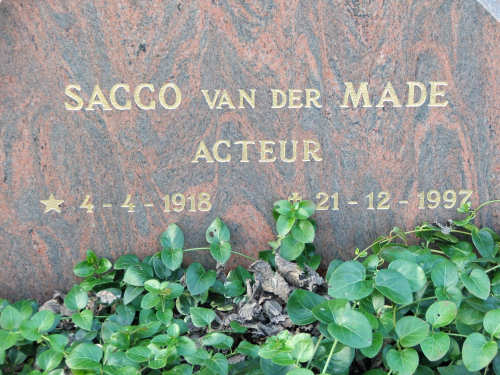 SACCO VAN DER MADE
ACTEUR
★ 4-4-1918 ✝ 21-12-1997